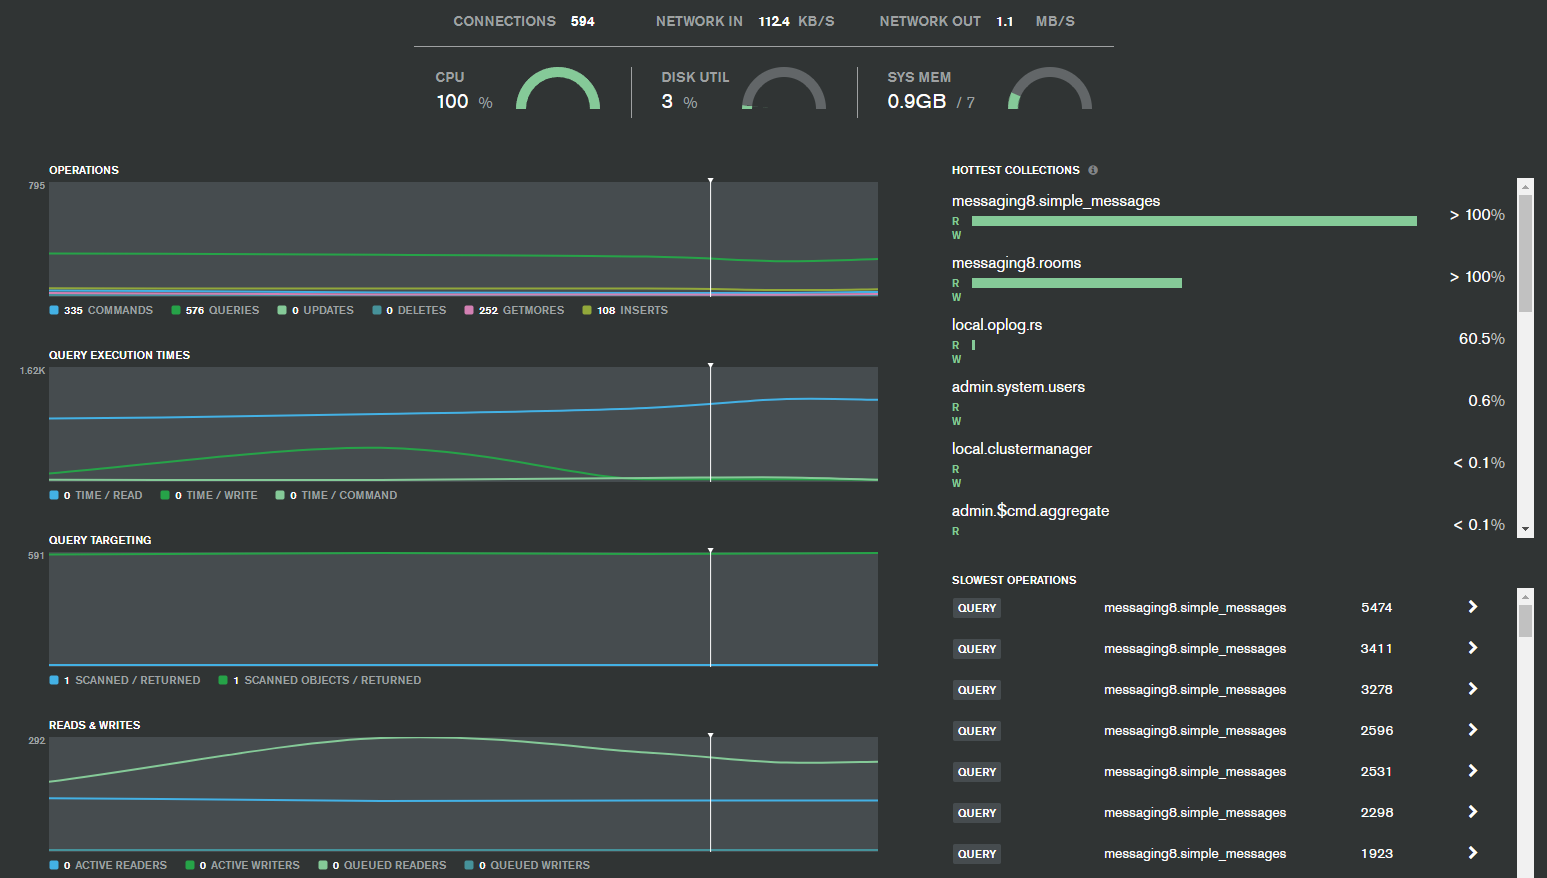 CONNECTIONS 594 NETWORK IN 112.4 KB/S NETWORK OUT 1.1 MB/S
CPU
100 %
DISK UTIL
3 %
SYS MEM
0.9GB / 7
OPERATIONS
795
335 COMMANDS 576 QUERIES 0 UPDATES 0 DELETES 252 GETMORES 108 INSERTS
QUERY EXECUTION TIMES
1.62K
0 TIME / READ 0 TIME / WRITE 0 TIME / COMMAND
QUERY TARGETING
591
1 SCANNED / RETURNED 1 SCANNED OBJECTS / RETURNED
READS & WRITES
292
0 ACTIVE READERS 0 ACTIVE WRITERS 0 QUEUED READERS 0 QUEUED WRITERS
HOTTEST COLLECTIONS
messaging8.simple_messages
R
> 100%
W
messaging8.rooms
R
> 100%
W
local.oplog.rs
R
60.5%
W
admin.system.users
R
0.6%
W
local.clustermanager
R
< 0.1%
W
admin.$cmd.aggregate
R
< 0.1%
SLOWEST OPERATIONS
QUERY messaging8.simple_messages 5474
QUERY messaging8.simple_messages 3411
QUERY messaging8.simple_messages 3278
QUERY messaging8.simple_messages 2596
QUERY messaging8.simple_messages 2531
QUERY messaging8.simple_messages 2298
QUERY messaging8.simple_messages 1923